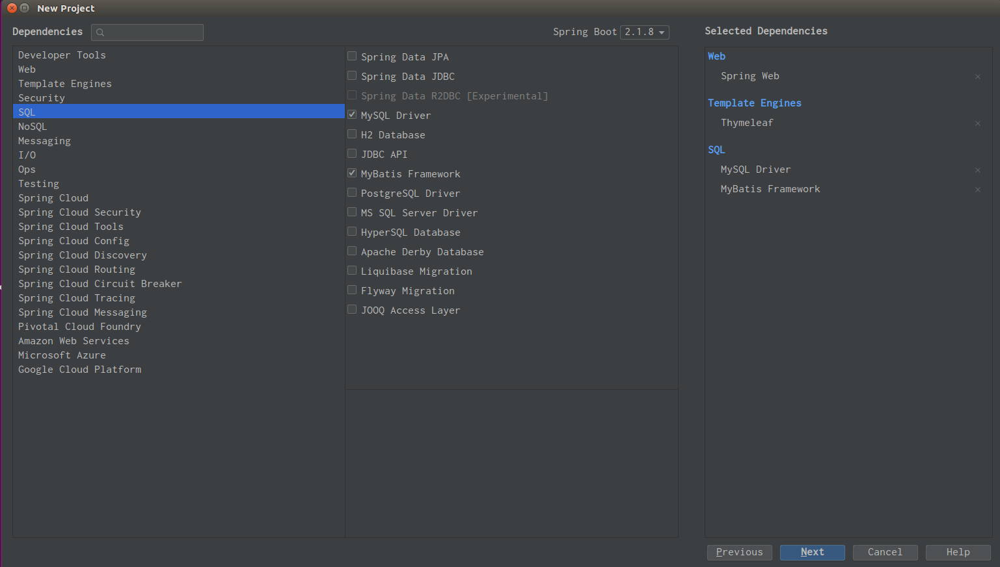 New Project
Dependencies
Spring Boot 2.1.8
Selected Dependencies
Developer Tools
Web
Template Engines
Security
SQL
NoSQL
Messaging
I/O
Ops
Testing
Spring Cloud
Spring Cloud Security
Spring Cloud Tools
Spring Cloud Config
Spring Cloud Discovery
Spring Cloud Routing
Spring Cloud Circuit Breaker
Spring Cloud Tracing
Spring Cloud Messaging
Pivotal Cloud Foundry
Amazon Web Services
Microsoft Azure
Google Cloud Platform
Spring Data JPA
Spring Data JDBC
Spring Data R2DBC [Experimental]
MySQL Driver
H2 Database
JDBC API
MyBatis Framework
PostgreSQL Driver
MS SQL Server Driver
HyperSQL Database
Apache Derby Database
Liquibase Migration
Flyway Migration
JOOQ Access Layer
Web
Spring Web
Template Engines
Thymeleaf
SQL
MySQL Driver
MyBatis Framework
Previous
Next
Cancel
Help